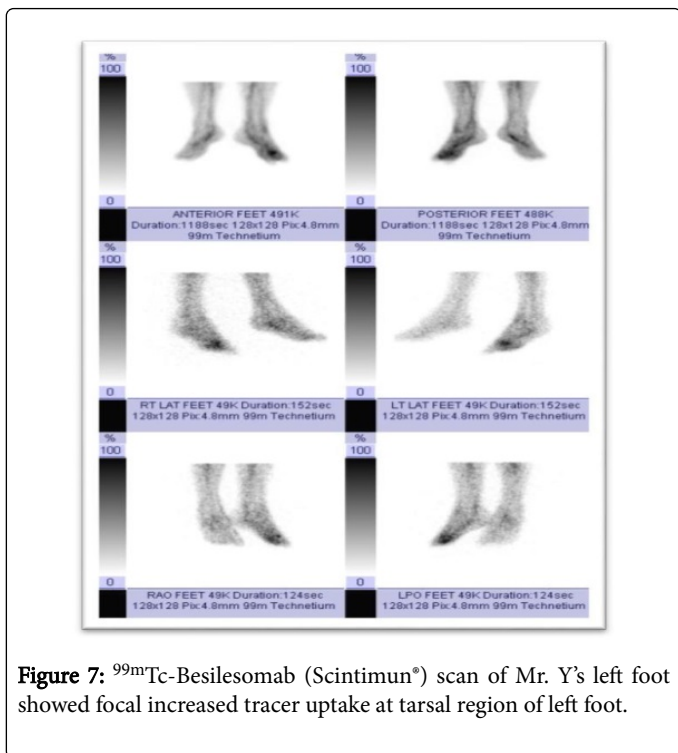 %
100
%
100
0
0
ANTERIOR FEET 491K
Duration:1188sec 128x128 Pix:4.8mm
99m Technetium
POSTERIOR FEET 488K
Duration:1188sec 128x128 Pix:4.8mm
99m Technetium
%
100
%
100
0
0
RT LAT FEET 49K Duration:152sec
128x128 Pix:4.8mm 99m Technetium
LT LAT FEET 49K Duration:152sec
128x128 Pix:4.8mm 99m Technetium
%
100
%
100
0
0
RAO FEET 49K Duration:124sec
128x128 Pix:4.8mm 99m Technetium
LPO FEET 49K Duration:124sec
128x128 Pix:4.8mm 99m Technetium
Figure 7: 99mTc-Besilesomab (Scintimun®) scan of Mr. Y’s left foot
showed focal increased tracer uptake at tarsal region of left foot.